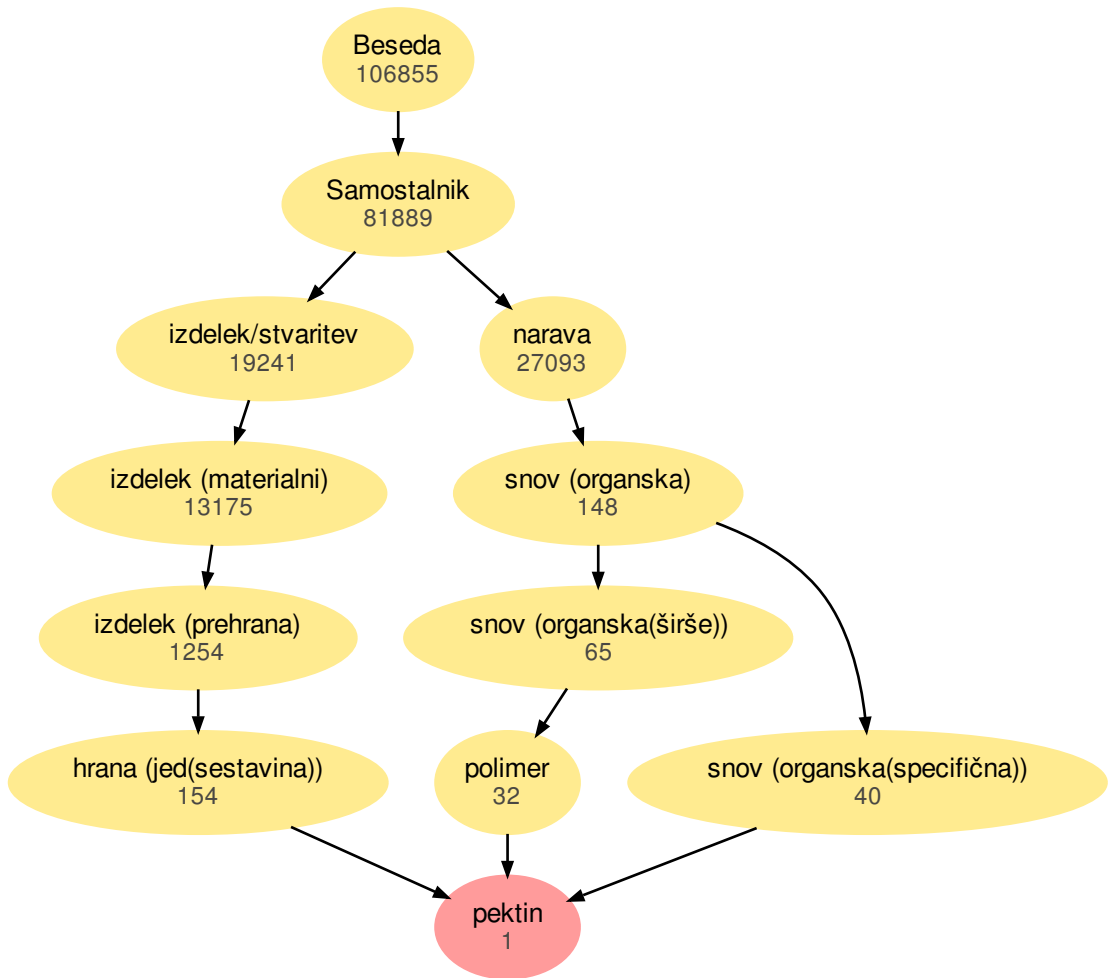 Beseda
106855
Samostalnik
81889
izdelek/stvaritev
19241
narava
27093
izdelek (materialni)
13175
snov (organska)
148
izdelek (prehrana)
1254
snov (organska(širše))
65
hrana (jed(sestavina))
154
polimer
32
snov (organska(specifična))
40
pektin
1